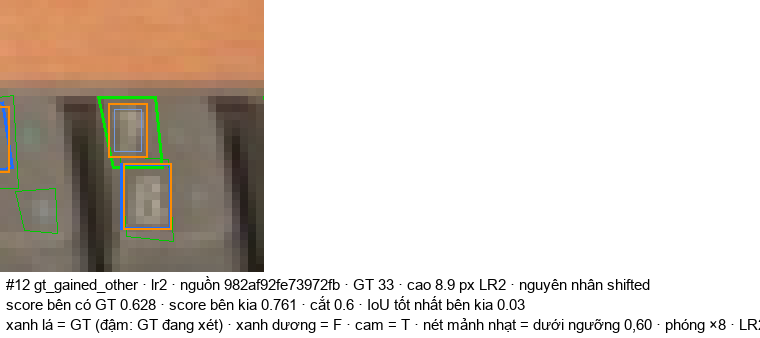 #12 gt_gained_other · lr2 · nguồn 982af92fe73972fb · GT 33 · cao 8.9 px LR2 · nguyên nhân shifted
score bên có GT 0.628 · score bên kia 0.761 · cắt 0.6 · IoU tốt nhất bên kia 0.03
xanh lá = GT (đậm: GT đang xét) · xanh dương = F · cam = T · nét mảnh nhạt = dưới ngưỡng 0,60 · phóng ×8 · LR2